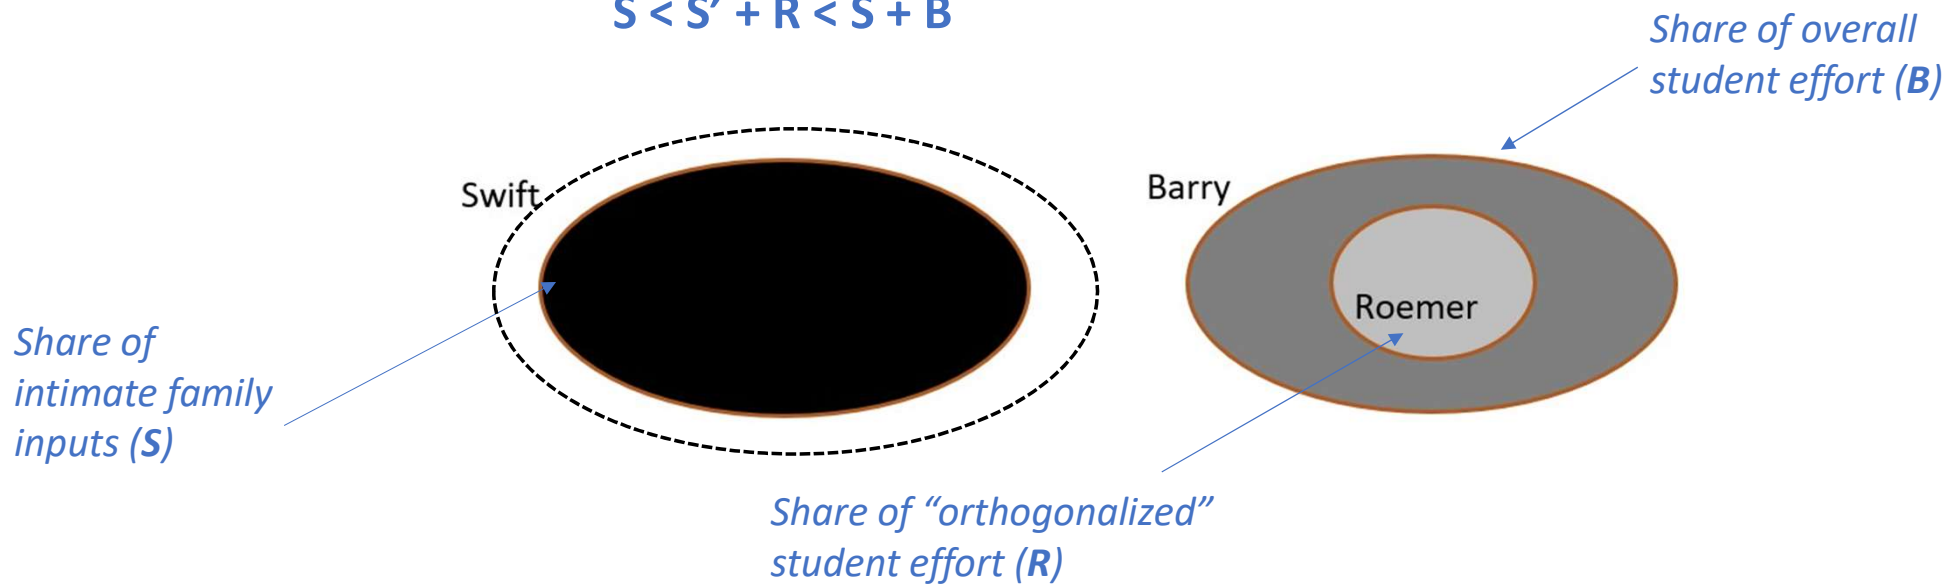 S < S’ + R < S + B
Share of overall
student effort (B)
Swift
Barry
Roemer
Share of
intimate family
inputs (S)
Share of “orthogonalized”
student effort (R)